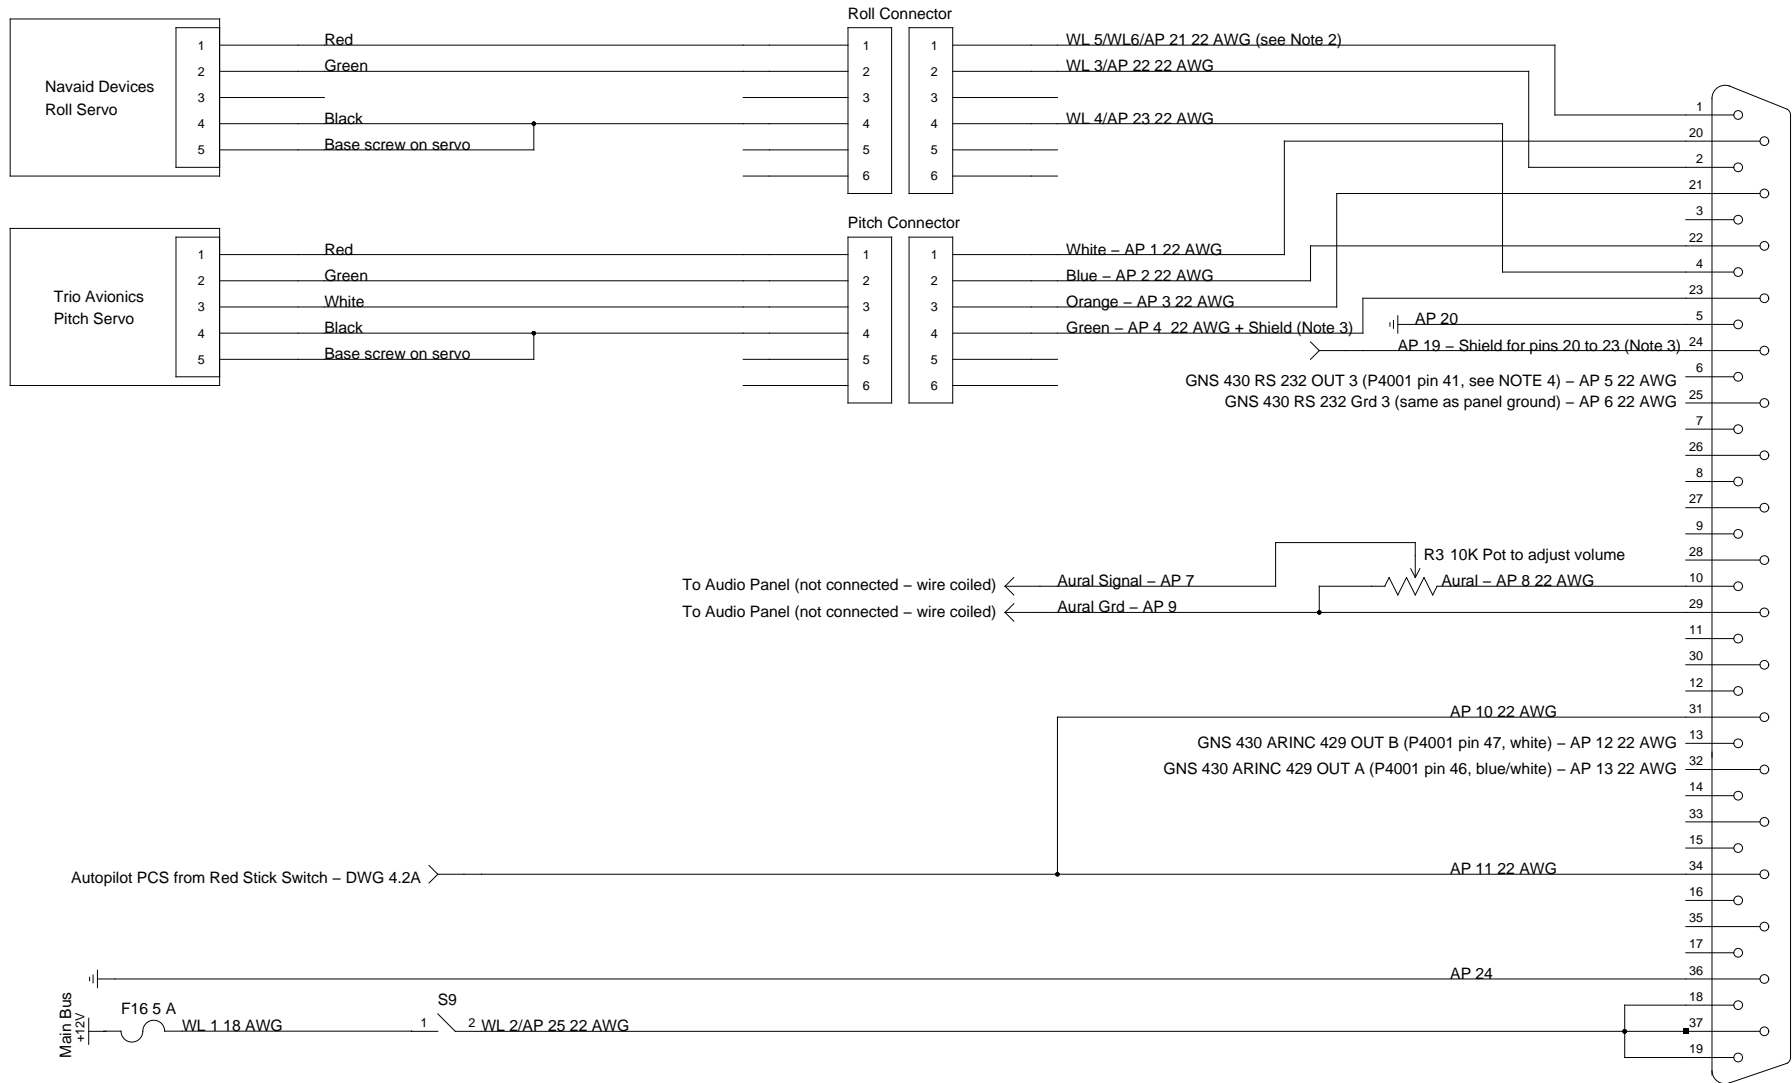 Roll Connector
Navaid Devices
Roll Servo
1 Red 1 1 WL 5/WL6/AP 21 22 AWG (see Note 2)
2 Green 2 2 WL 3/AP 22 22 AWG
3 3 3
4 Black 4 4 WL 4/AP 23 22 AWG
5 Base screw on servo 5 5
6 6
Pitch Connector
Trio Avionics
Pitch Servo
1 Red 1 1 White – AP 1 22 AWG
2 Green 2 2 Blue – AP 2 22 AWG
3 White 3 3 Orange – AP 3 22 AWG
4 Black 4 4 Green – AP 4 22 AWG + Shield (Note 3)
5 Base screw on servo 5 5
6 6
1
20
2
21
3
22
4
23
AP 20 5
AP 19 – Shield for pins 20 to 23 (Note 3) 24
GNS 430 RS 232 OUT 3 (P4001 pin 41, see NOTE 4) – AP 5 22 AWG 6
GNS 430 RS 232 Grd 3 (same as panel ground) – AP 6 22 AWG 25
7
26
8
27
9
R3 10K Pot to adjust volume 28
To Audio Panel (not connected – wire coiled) Aural Signal – AP 7 Aural – AP 8 22 AWG 10
To Audio Panel (not connected – wire coiled) Aural Grd – AP 9 29
11
30
12
AP 10 22 AWG 31
GNS 430 ARINC 429 OUT B (P4001 pin 47, white) – AP 12 22 AWG 13
GNS 430 ARINC 429 OUT A (P4001 pin 46, blue/white) – AP 13 22 AWG 32
14
33
15
Autopilot PCS from Red Stick Switch – DWG 4.2A AP 11 22 AWG 34
16
35
17
AP 24 36
18
Main Bus
+12V
F16 5 A WL 1 18 AWG S9 1 2 WL 2/AP 25 22 AWG 37
19